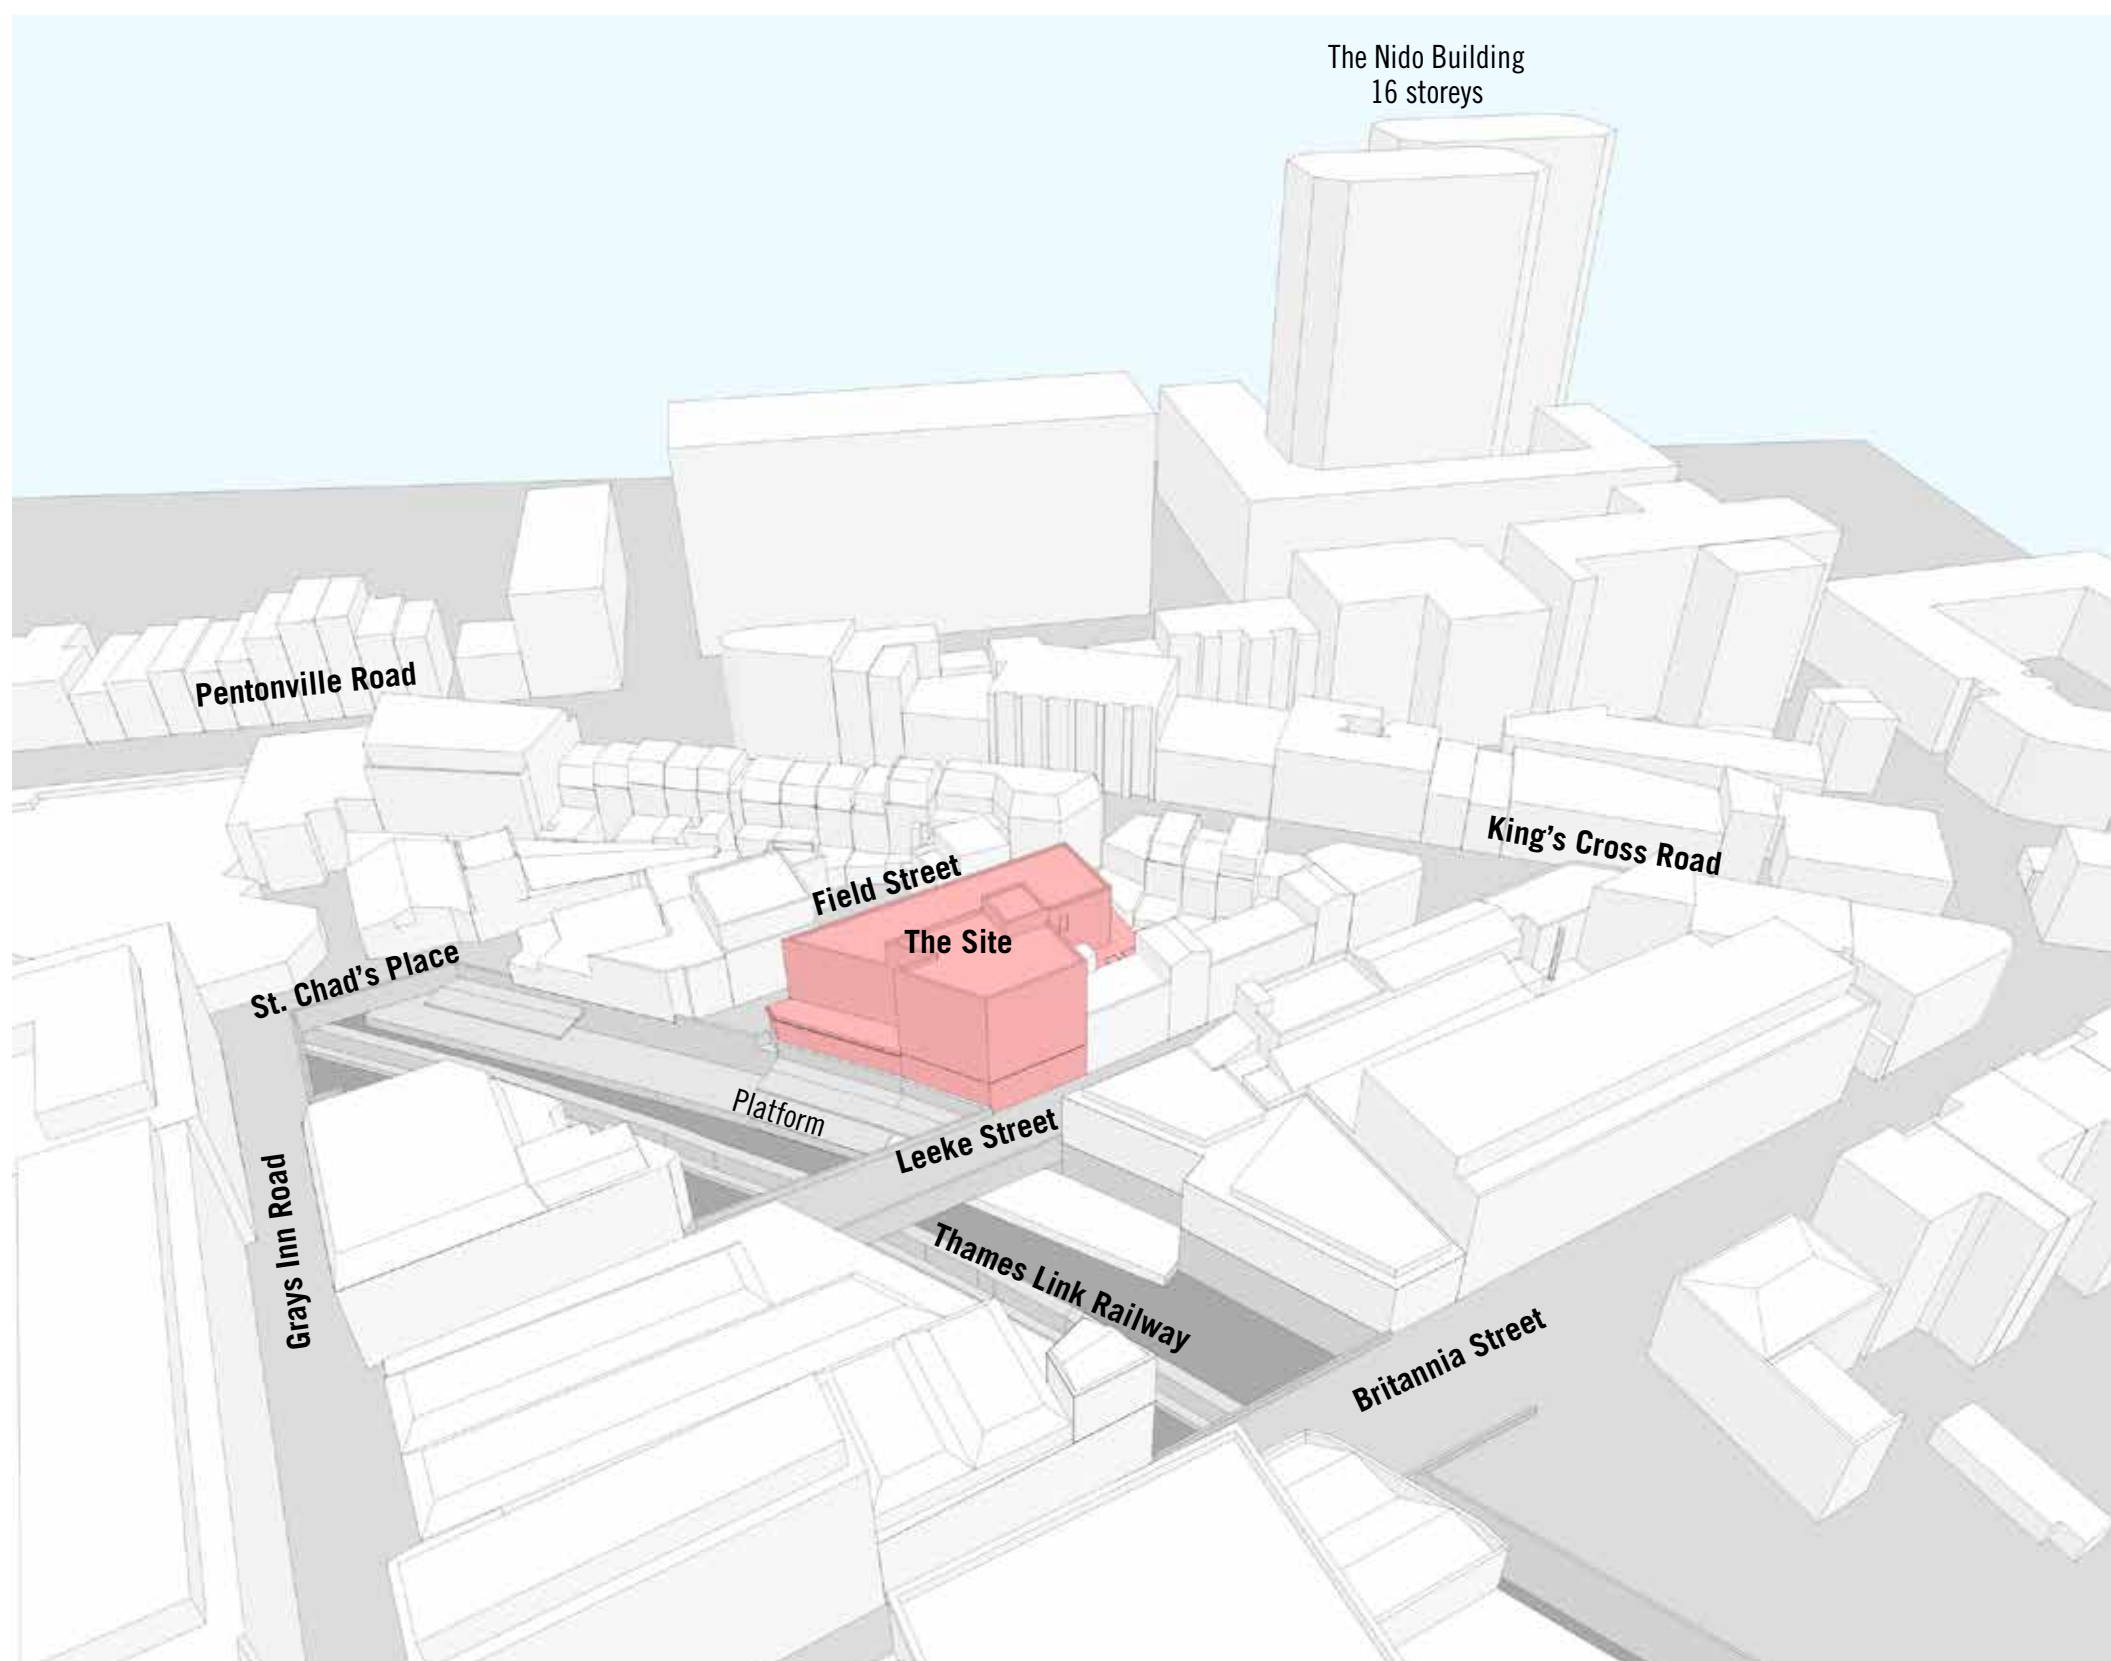 The Nido Building
16 storeys
Pentonville Road
King's Cross Road
Field Street
The Site
St. Chad's Place
Platform
Leeke Street
Grays Inn Road
Thames Link Railway
Britannia Street